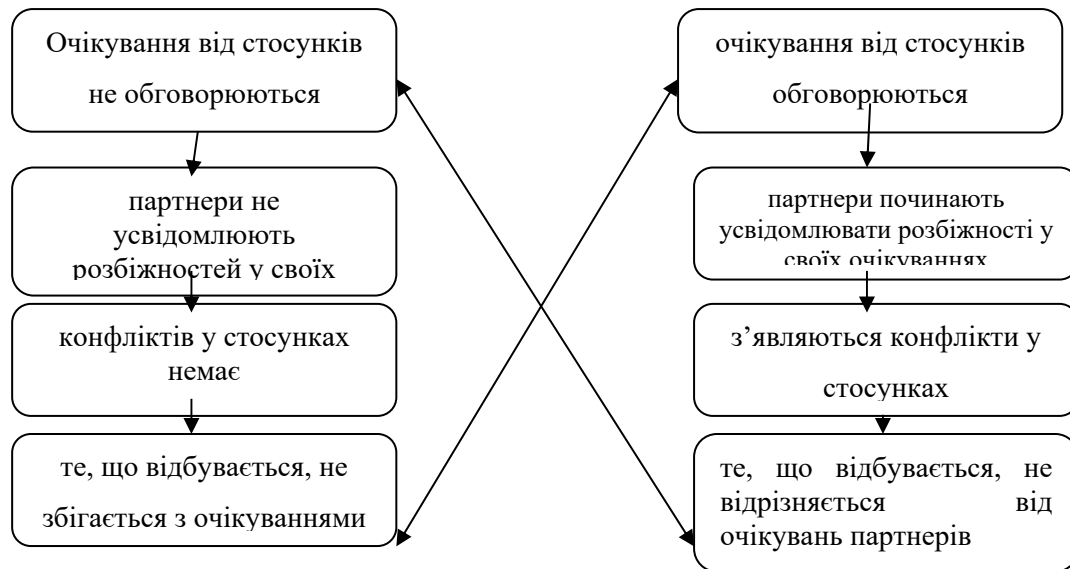 Очікування від стосунків
не обговорюються
партнери не
усвідомлюють
розбіжностей у своїх
конфліктів у стосунках
немає
те, що відбувається, не
збігається з очікуваннями
очікування від стосунків
обговорюються
партнери починають
усвідомлювати розбіжності у
своїх очікуваннях
з’являються конфлікти у
стосунках
те, що відбувається, не
відрізняється від
очікувань партнерів